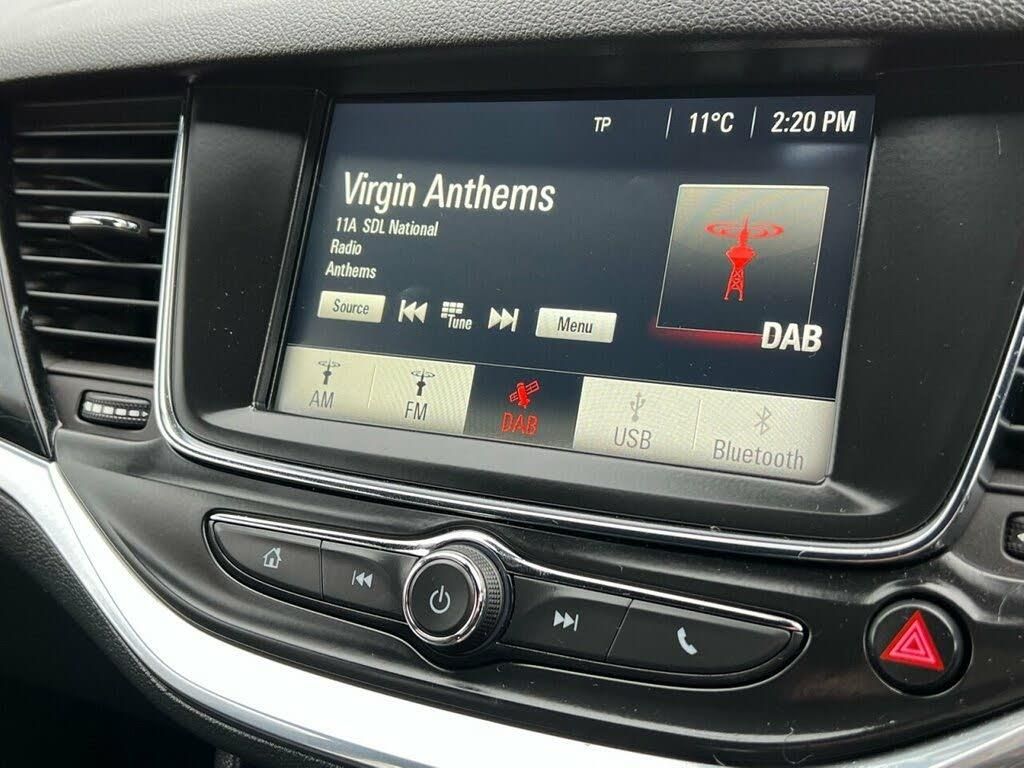 TP 11°C 2:20 PM
Virgin Anthems
11A SDL National
Radio
Anthems
Source Tune Menu
DAB
AM FM DAB USB Bluetooth